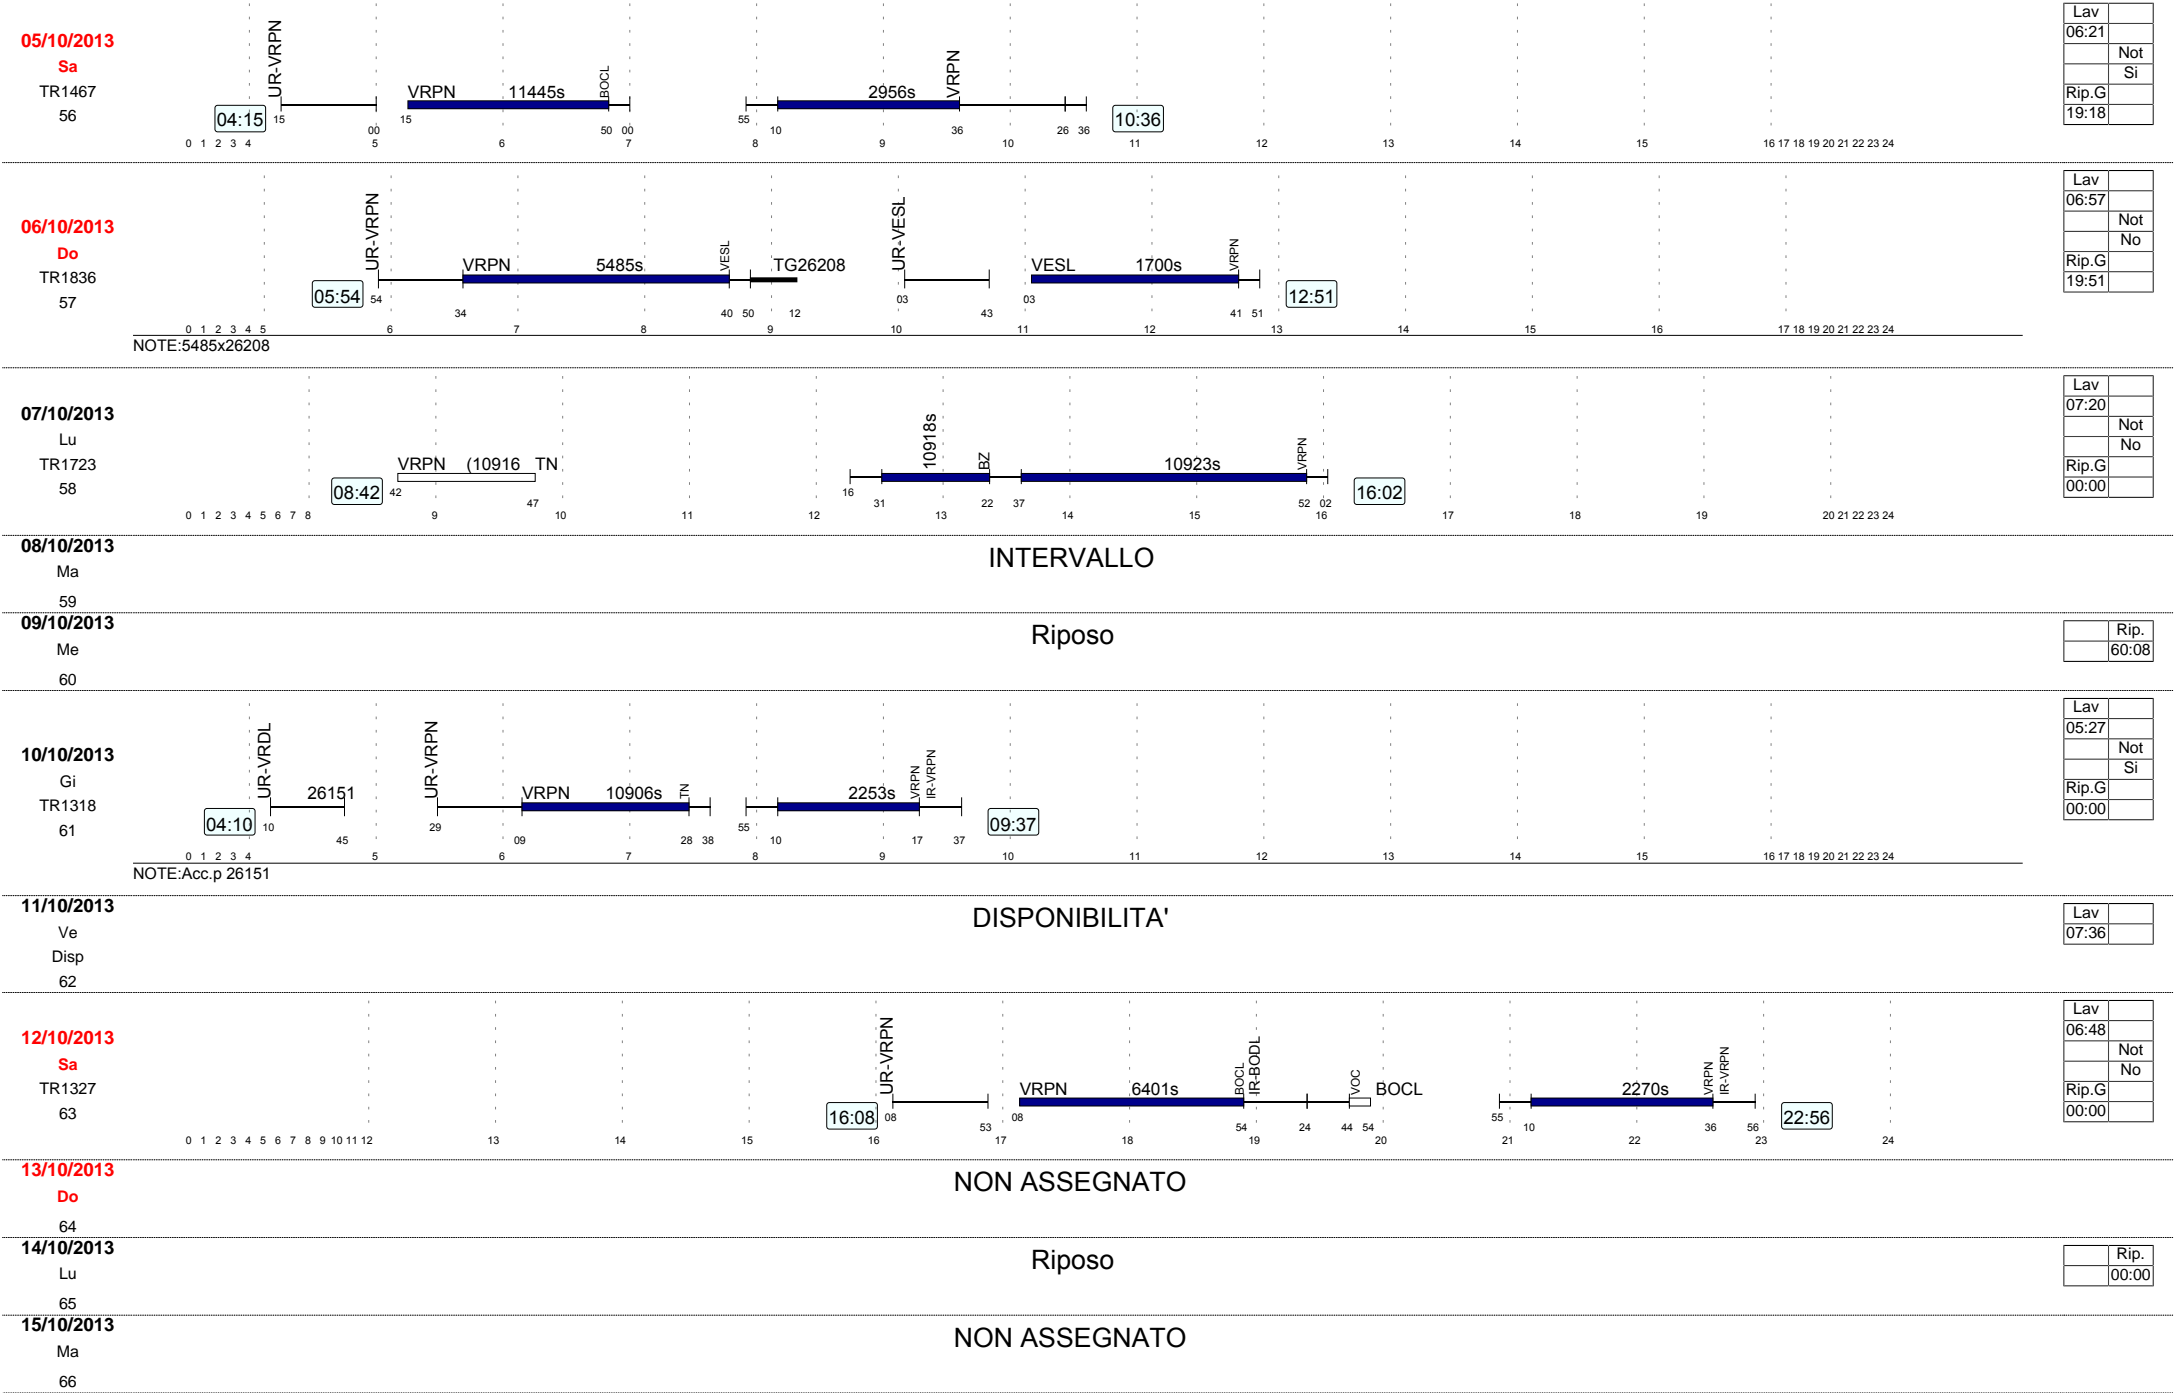 05/10/2013
Sa
TR1467
56
04:15
UR-VRPN
VRPN 11445s BOCL
2956s VRPN
10:36
15 00 15 50 00 55 10 36 26 36
0 1 2 3 4 5 6 7 8 9 10 11 12 13 14 15 16 17 18 19 20 21 22 23 24
Lav
06:21
Not
Si
Rip.G
19:18
06/10/2013
Do
TR1836
57
05:54
UR-VRPN
VRPN 5485s VESL TG26208
UR-VESL
VESL 1700s VRPN
12:51
54 34 40 50 12 03 43 03 41 51
0 1 2 3 4 5 6 7 8 9 10 11 12 13 14 15 16 17 18 19 20 21 22 23 24
NOTE:5485x26208
Lav
06:57
Not
No
Rip.G
19:51
07/10/2013
Lu
TR1723
58
08:42
VRPN (10916 TN
10918s BZ
10923s VRPN
16:02
42 47 16 31 22 37 52 02
0 1 2 3 4 5 6 7 8 9 10 11 12 13 14 15 16 17 18 19 20 21 22 23 24
Lav
07:20
Not
No
Rip.G
00:00
08/10/2013
Ma
59
INTERVALLO
09/10/2013
Me
60
Riposo
Rip.
60:08
10/10/2013
Gi
TR1318
61
04:10
UR-VRDL
26151
UR-VRPN
VRPN 10906s TN
2253s VRPN IR-VRPN
09:37
10 45 29 09 28 38 55 10 17 37
0 1 2 3 4 5 6 7 8 9 10 11 12 13 14 15 16 17 18 19 20 21 22 23 24
NOTE:Acc.p 26151
Lav
05:27
Not
Si
Rip.G
00:00
11/10/2013
Ve
Disp
62
DISPONIBILITA'
Lav
07:36
12/10/2013
Sa
TR1327
63
16:08
UR-VRPN
VRPN 6401s BOCL IR-BODL VOC BOCL
2270s VRPN IR-VRPN
22:56
08 53 08 54 24 44 54 55 10 36 56
0 1 2 3 4 5 6 7 8 9 10 11 12 13 14 15 16 17 18 19 20 21 22 23 24
Lav
06:48
Not
No
Rip.G
00:00
13/10/2013
Do
64
NON ASSEGNATO
14/10/2013
Lu
65
Riposo
Rip.
00:00
15/10/2013
Ma
66
NON ASSEGNATO